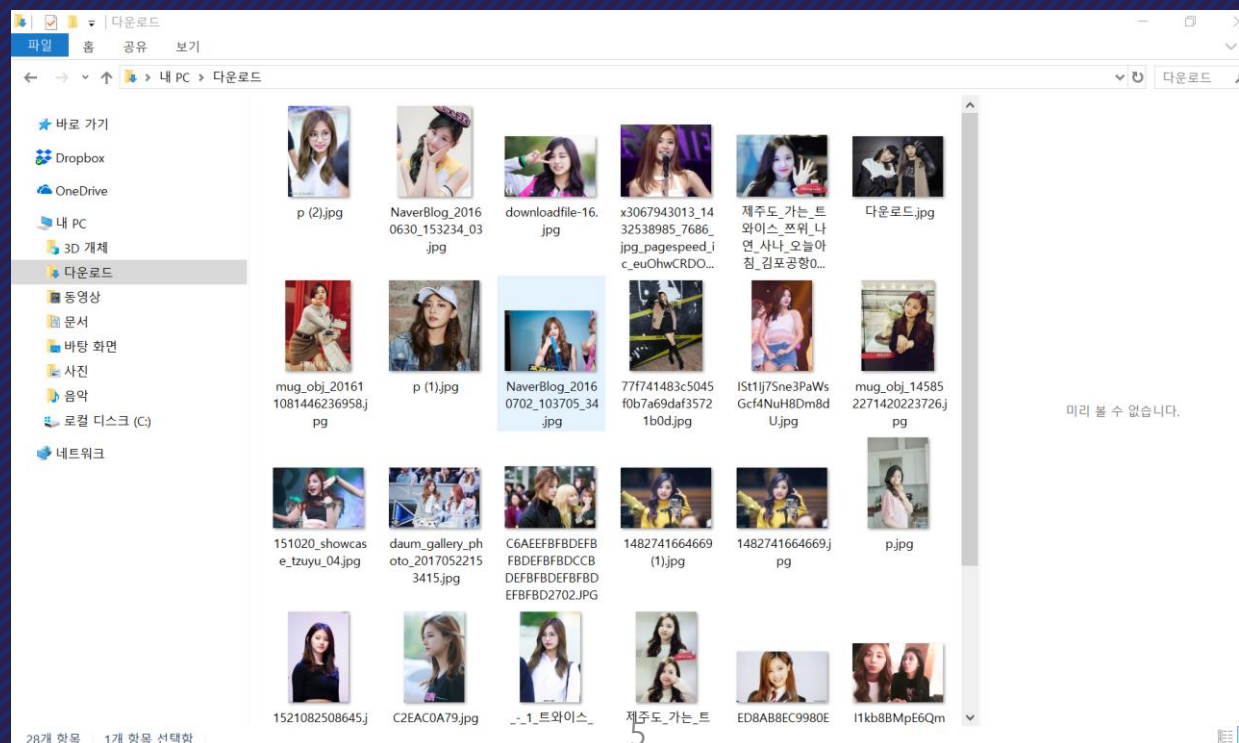 다운로드
파일 홈 공유 보기
내 PC > 다운로드
다운로드
바로 가기
Dropbox
OneDrive
내 PC
3D 개체
다운로드
동영상
문서
바탕 화면
사진
음악
로컬 디스크 (C:)
네트워크
p (2).jpg
NaverBlog_2016
0630_153234_03
.jpg
downloadfile-16.
jpg
x3067943013_14
32538985_7686_
jpg_pagespeed_i
c_euOhwCRDO...
제주도_가는_트
와이스_쯔위_나
연_사나_오늘아
침_김포공항0...
다운로드.jpg
mug_obj_20161
1081446236958.j
pg
p (1).jpg
NaverBlog_2016
0702_103705_34
.jpg
77f741483c5045
f0b7a69daf3572
1b0d.jpg
ISt1Ij7Sne3PaWs
Gcf4NuH8Dm8d
U.jpg
mug_obj_14585
2271420223726.j
pg
151020_showcas
e_tzuyu_04.jpg
daum_gallery_ph
oto_2017052215
3415.jpg
C6AEEFBFBDEFB
FBDEFBFBDCCB
DEFBFBDEFBFBD
EFBFBD2702.JPG
1482741664669
(1).jpg
1482741664669.j
pg
p.jpg
1521082508645.j
C2EAC0A79.jpg
_-_1_트와이스_
제주도_가는_트
ED8AB8EC9980E
I1kb8BMpE6Qm
미리 볼 수 없습니다.
28개 항목 1개 항목 선택함
5